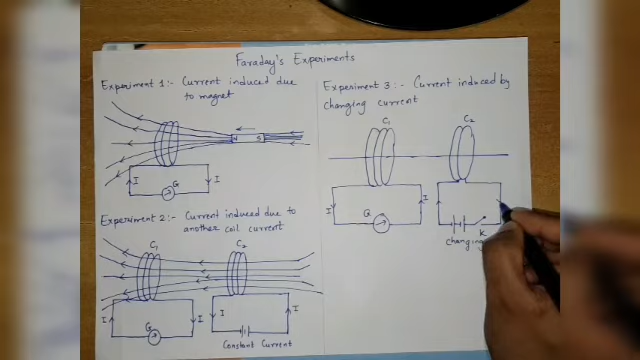 Faraday's Experiments
Experiment 1:- Current induced due
to magnet
N S
I G I
Experiment 2:- Current induced due to
another coil current
C1 C2
I G I I I
Constant Current
Experiment 3:- Current induced by
changing current
C1 C2
I G I
K
Changing